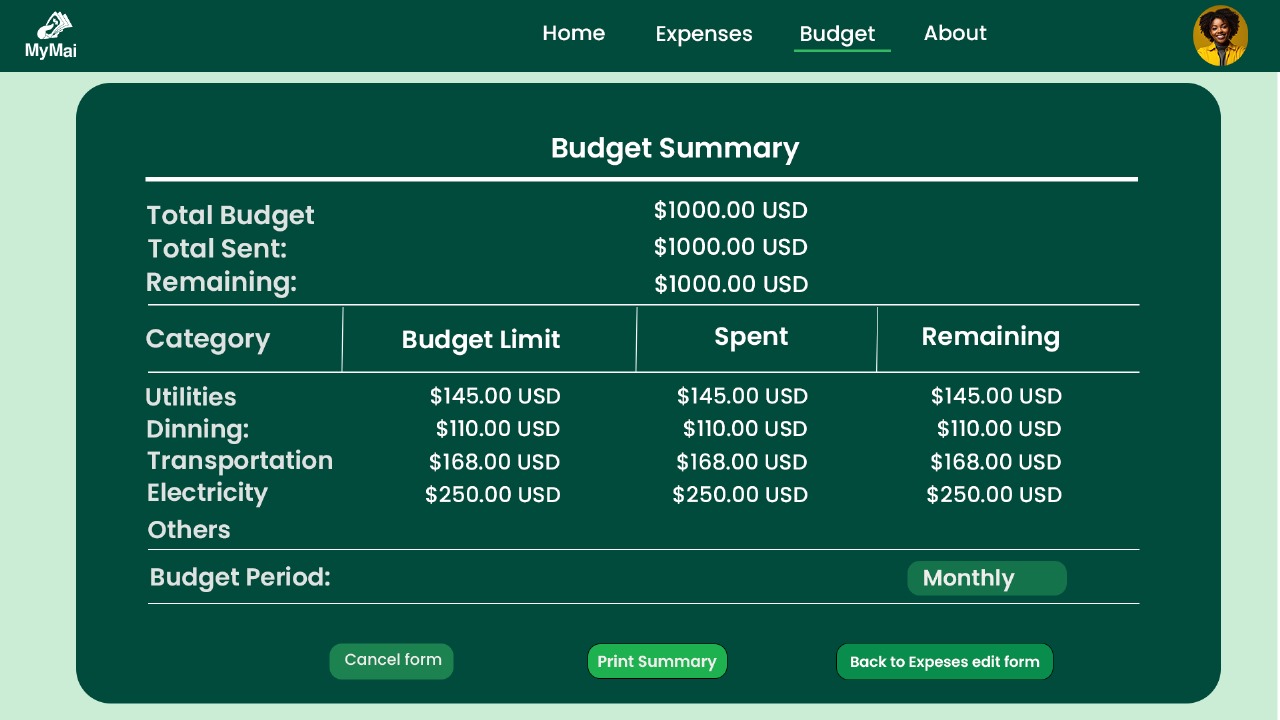 MyMai
Home Expenses Budget About
Budget Summary
Total Budget $1000.00 USD
Total Sent: $1000.00 USD
Remaining: $1000.00 USD
Category Budget Limit Spent Remaining
Utilities $145.00 USD $145.00 USD $145.00 USD
Dinning: $110.00 USD $110.00 USD $110.00 USD
Transportation $168.00 USD $168.00 USD $168.00 USD
Electricity $250.00 USD $250.00 USD $250.00 USD
Others
Budget Period: Monthly
Cancel form Print Summary Back to Expeses edit form